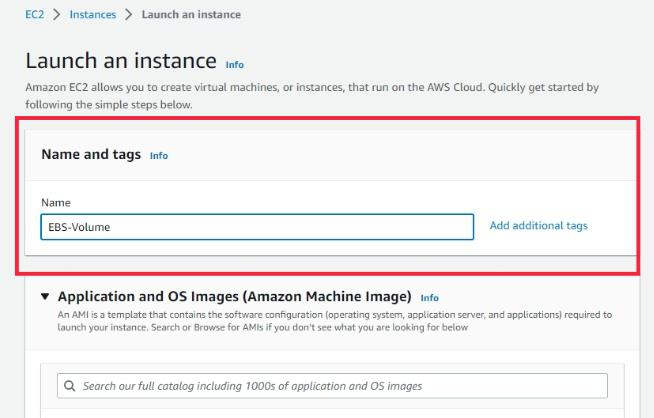 EC2 > Instances > Launch an instance
Launch an instance Info
Amazon EC2 allows you to create virtual machines, or instances, that run on the AWS Cloud. Quickly get started by
following the simple steps below.
Name and tags Info
Name
EBS-Volume Add additional tags
Application and OS Images (Amazon Machine Image) Info
An AMI is a template that contains the software configuration (operating system, application server, and applications) required to
launch your instance. Search or Browse for AMIs if you don't see what you are looking for below
Search our full catalog including 1000s of application and OS images